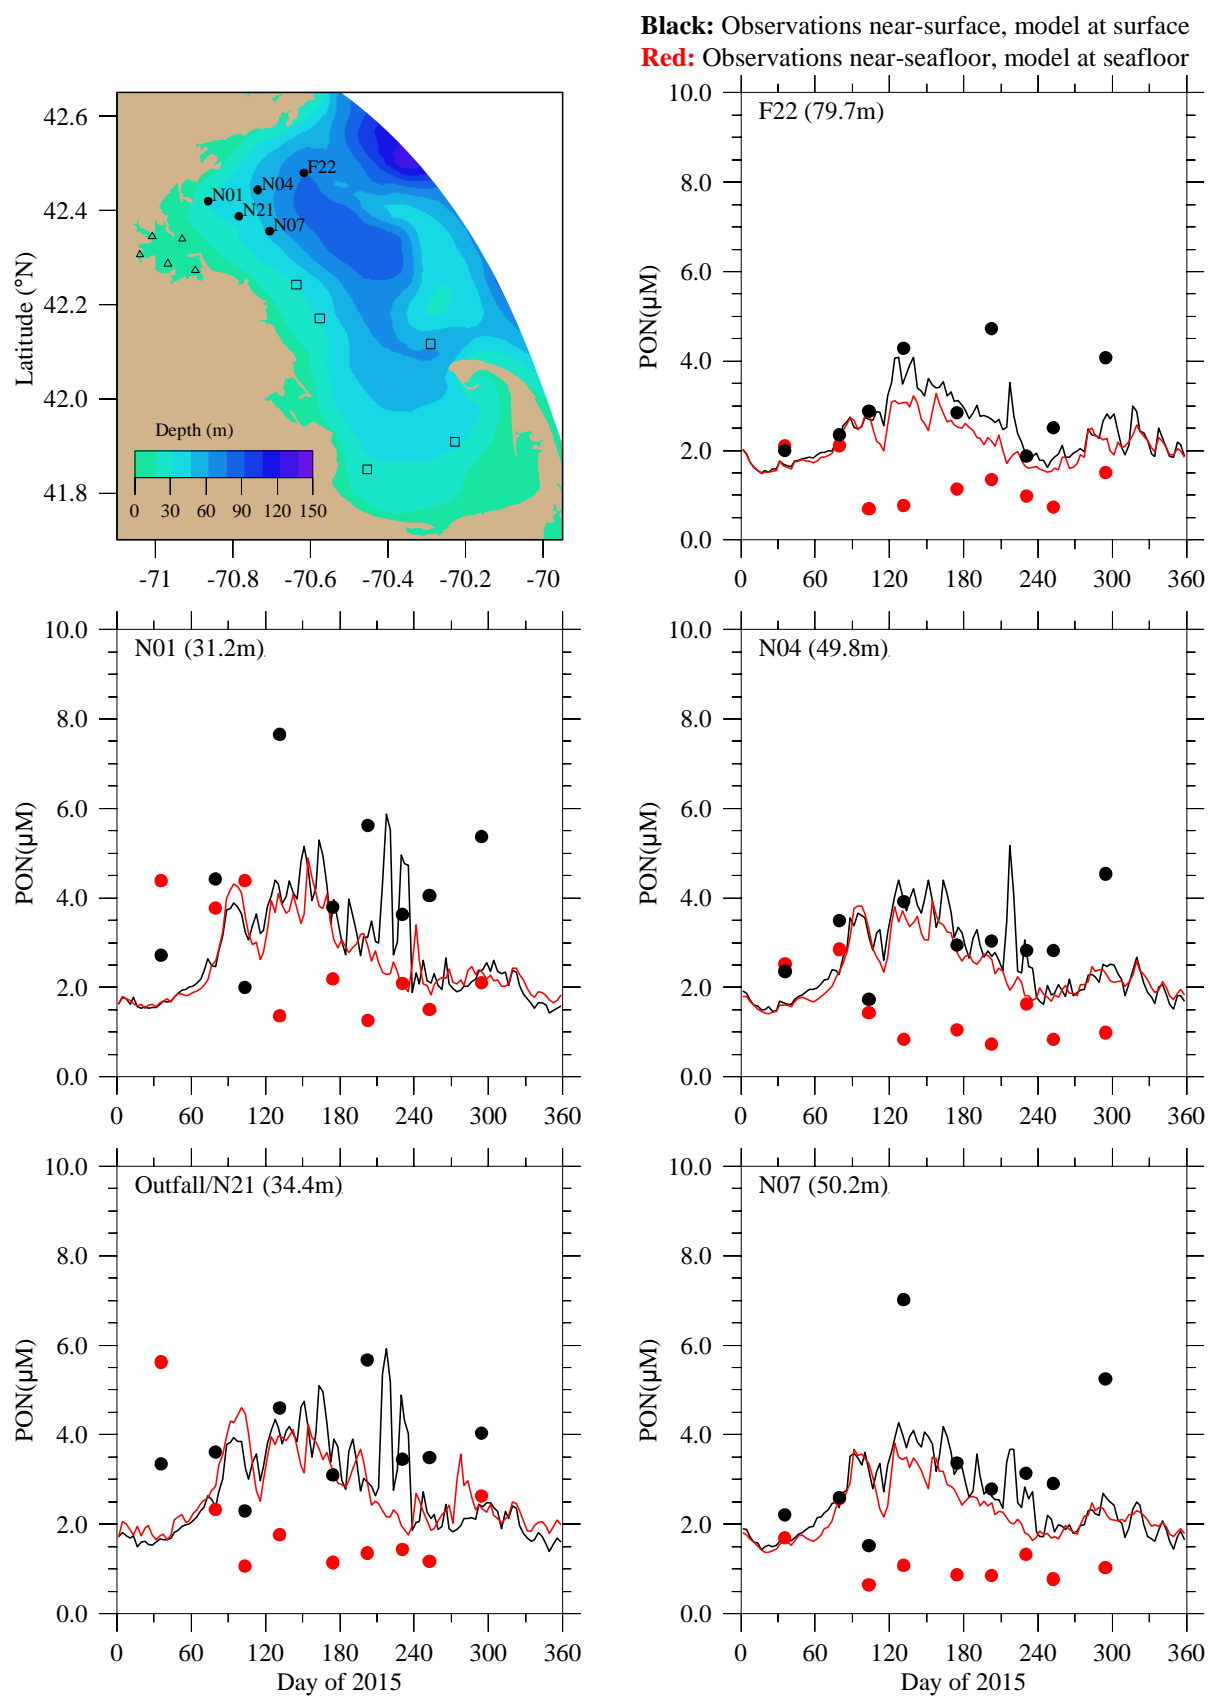 Black: Observations near-surface, model at surface
Red: Observations near-seafloor, model at seafloor
42.6
42.4
42.2
42.0
41.8
Latitude (°N)
F22
N04
N01
N21
N07
Depth (m)
0 30 60 90 120 150
-71 -70.8 -70.6 -70.4 -70.2 -70
F22 (79.7m)
10.0
8.0
6.0
4.0
2.0
0.0
PON(µM)
0 60 120 180 240 300 360
N01 (31.2m)
10.0
8.0
6.0
4.0
2.0
0.0
PON(µM)
0 60 120 180 240 300 360
N04 (49.8m)
10.0
8.0
6.0
4.0
2.0
0.0
PON(µM)
0 60 120 180 240 300 360
Outfall/N21 (34.4m)
10.0
8.0
6.0
4.0
2.0
0.0
PON(µM)
0 60 120 180 240 300 360
Day of 2015
N07 (50.2m)
10.0
8.0
6.0
4.0
2.0
0.0
PON(µM)
0 60 120 180 240 300 360
Day of 2015